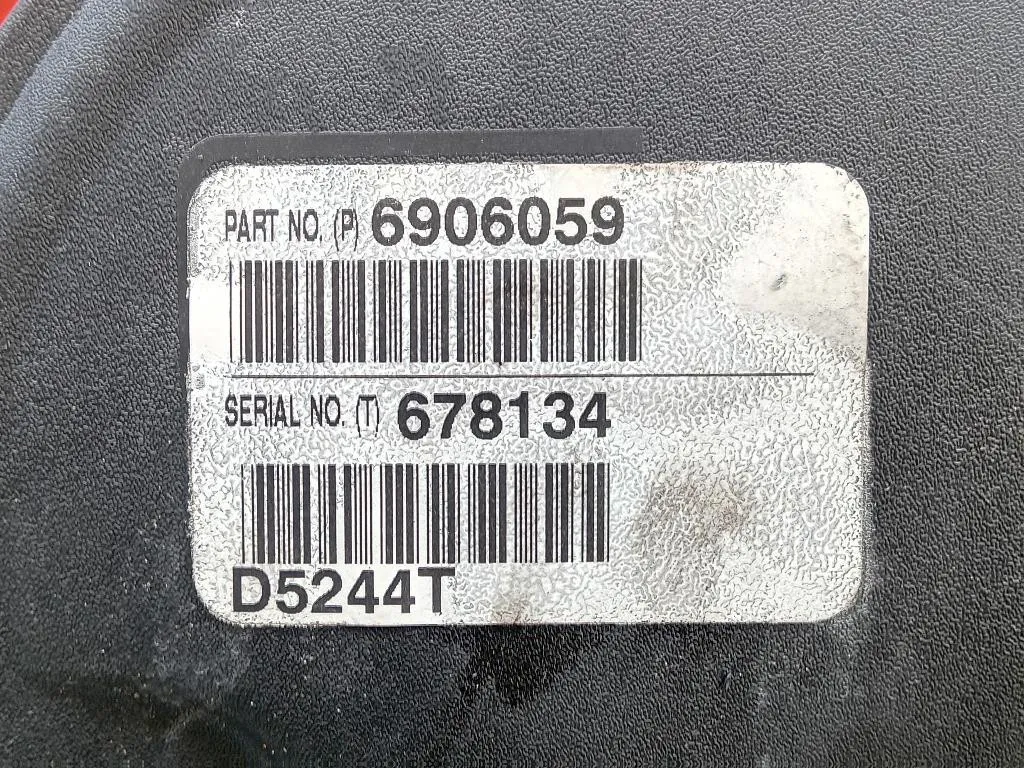 PART NO. (P) 6906059
SERIAL NO. (T) 678134
D5244T